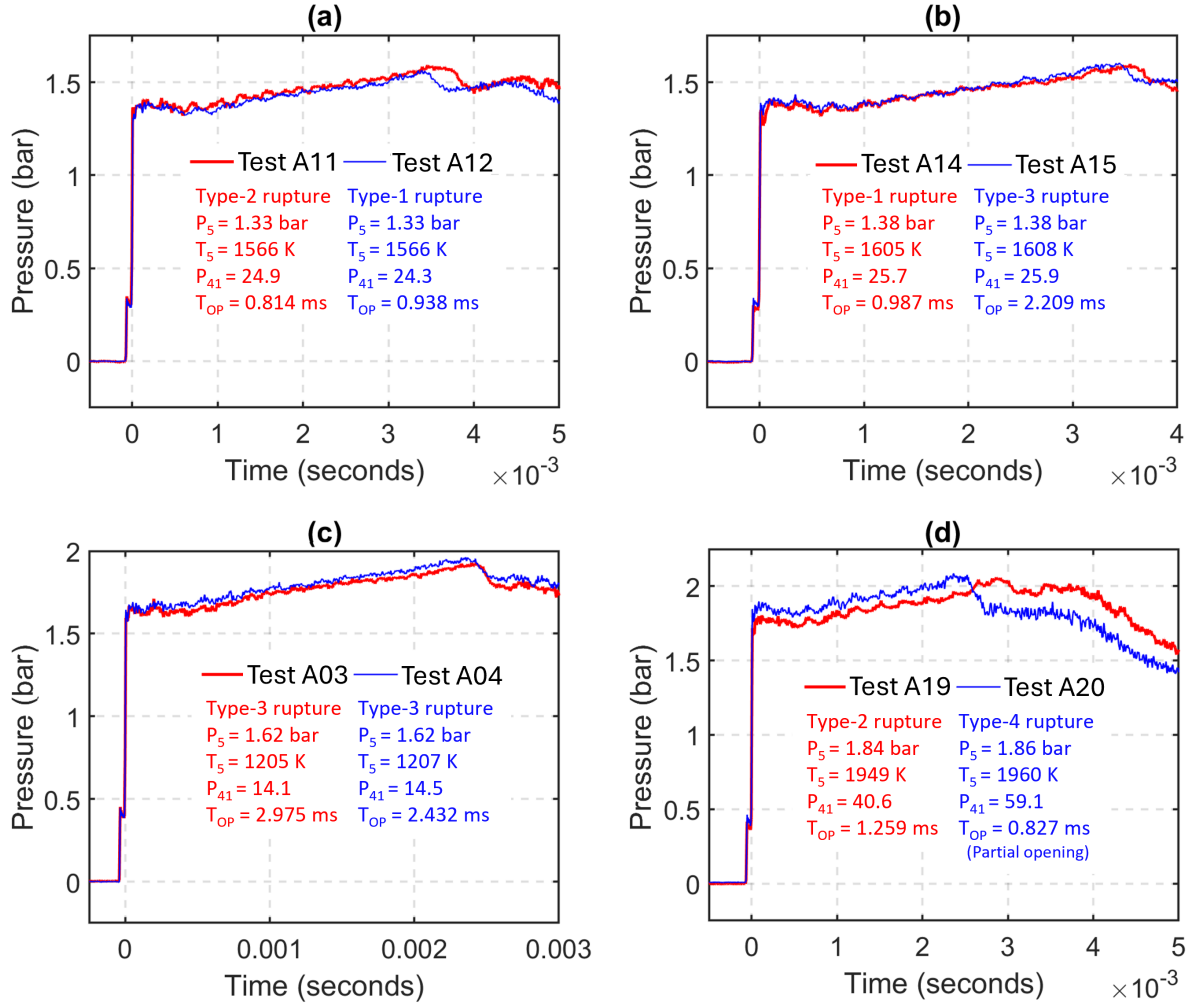 (a)
Pressure (bar)
1.5
1
0.5
0
Test A11 Test A12
Type-2 rupture Type-1 rupture
P5 = 1.33 bar P5 = 1.33 bar
T5 = 1566 K T5 = 1566 K
P41 = 24.9 P41 = 24.3
TOP = 0.814 ms TOP = 0.938 ms
0 1 2 3 4 5
Time (seconds) ×10-3
(b)
Pressure (bar)
1.5
1
0.5
0
Test A14 Test A15
Type-1 rupture Type-3 rupture
P5 = 1.38 bar P5 = 1.38 bar
T5 = 1605 K T5 = 1608 K
P41 = 25.7 P41 = 25.9
TOP = 0.987 ms TOP = 2.209 ms
0 1 2 3 4
Time (seconds) ×10-3
(c)
Pressure (bar)
2
1.5
1
0.5
0
Test A03 Test A04
Type-3 rupture Type-3 rupture
P5 = 1.62 bar P5 = 1.62 bar
T5 = 1205 K T5 = 1207 K
P41 = 14.1 P41 = 14.5
TOP = 2.975 ms TOP = 2.432 ms
0 0.001 0.002 0.003
Time (seconds)
(d)
Pressure (bar)
2
1.5
1
0.5
0
Test A19 Test A20
Type-2 rupture Type-4 rupture
P5 = 1.84 bar P5 = 1.86 bar
T5 = 1949 K T5 = 1960 K
P41 = 40.6 P41 = 59.1
TOP = 1.259 ms TOP = 0.827 ms
(Partial opening)
0 1 2 3 4 5
Time (seconds) ×10-3